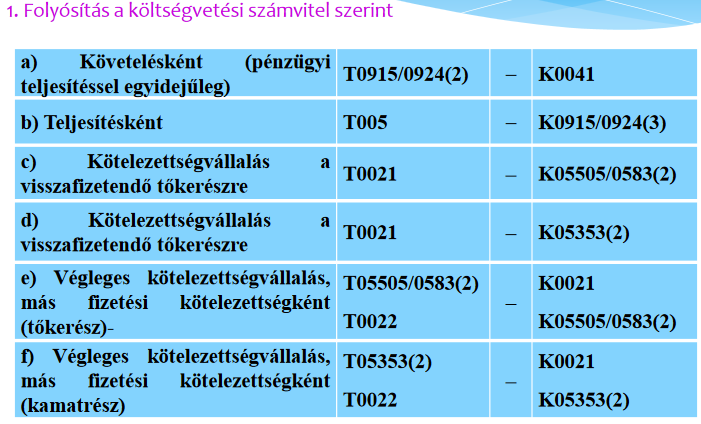 1. Folyósítás a költségvetési számvitel szerint
a) Követelésként (pénzügyi
teljesítéssel egyidejűleg)
T0915/0924(2) – K0041
b) Teljesítésként T005 – K0915/0924(3)
c) Kötelezettségvállalás a
visszafizetendő tőkerészre
T0021 – K05505/0583(2)
d) Kötelezettségvállalás a
visszafizetendő tőkerészre
T0021 – K05353(2)
e) Végleges kötelezettségvállalás,
más fizetési kötelezettségként
(tőkerész)-
T05505/0583(2) – K0021
T0022 K05505/0583(2)
f) Végleges kötelezettségvállalás,
más fizetési kötelezettségként
(kamatrész)
T05353(2) – K0021
T0022 K05353(2)